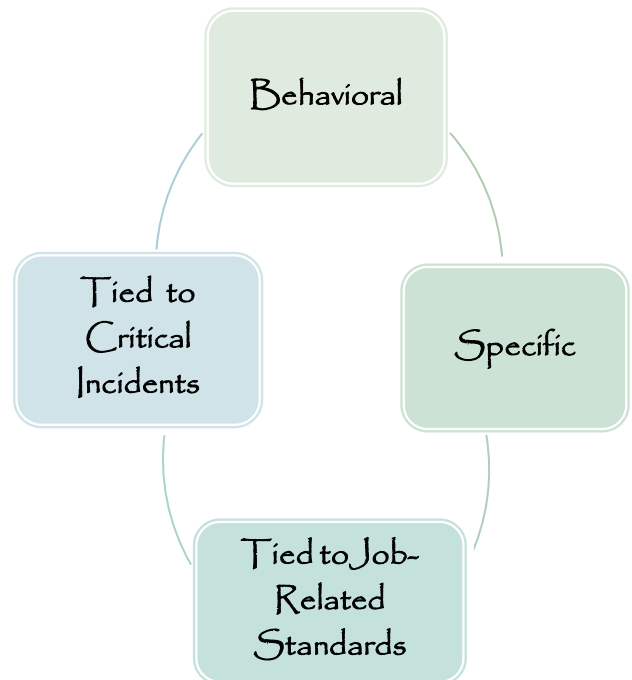 Behavioral
Specific
Tied to Job-
Related
Standards
Tied to
Critical
Incidents